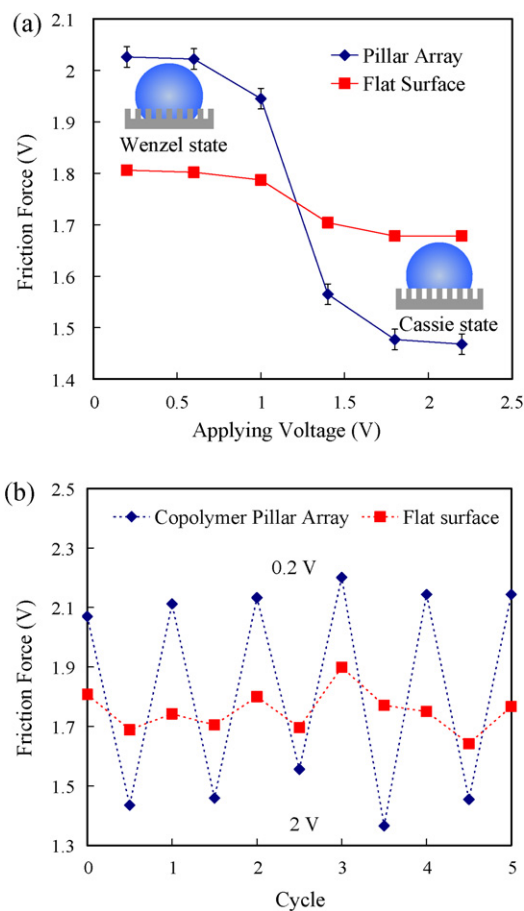 (a)
2.1
2
1.9
1.8
1.7
1.6
1.5
1.4
Friction Force (V)
Pillar Array
Flat Surface
Wenzel state
Cassie state
0 0.5 1 1.5 2 2.5
Applying Voltage (V)
(b)
2.5
2.3
2.1
1.9
1.7
1.5
1.3
Friction Force (V)
Copolymer Pillar Array Flat surface
0.2 V
2 V
0 1 2 3 4 5
Cycle